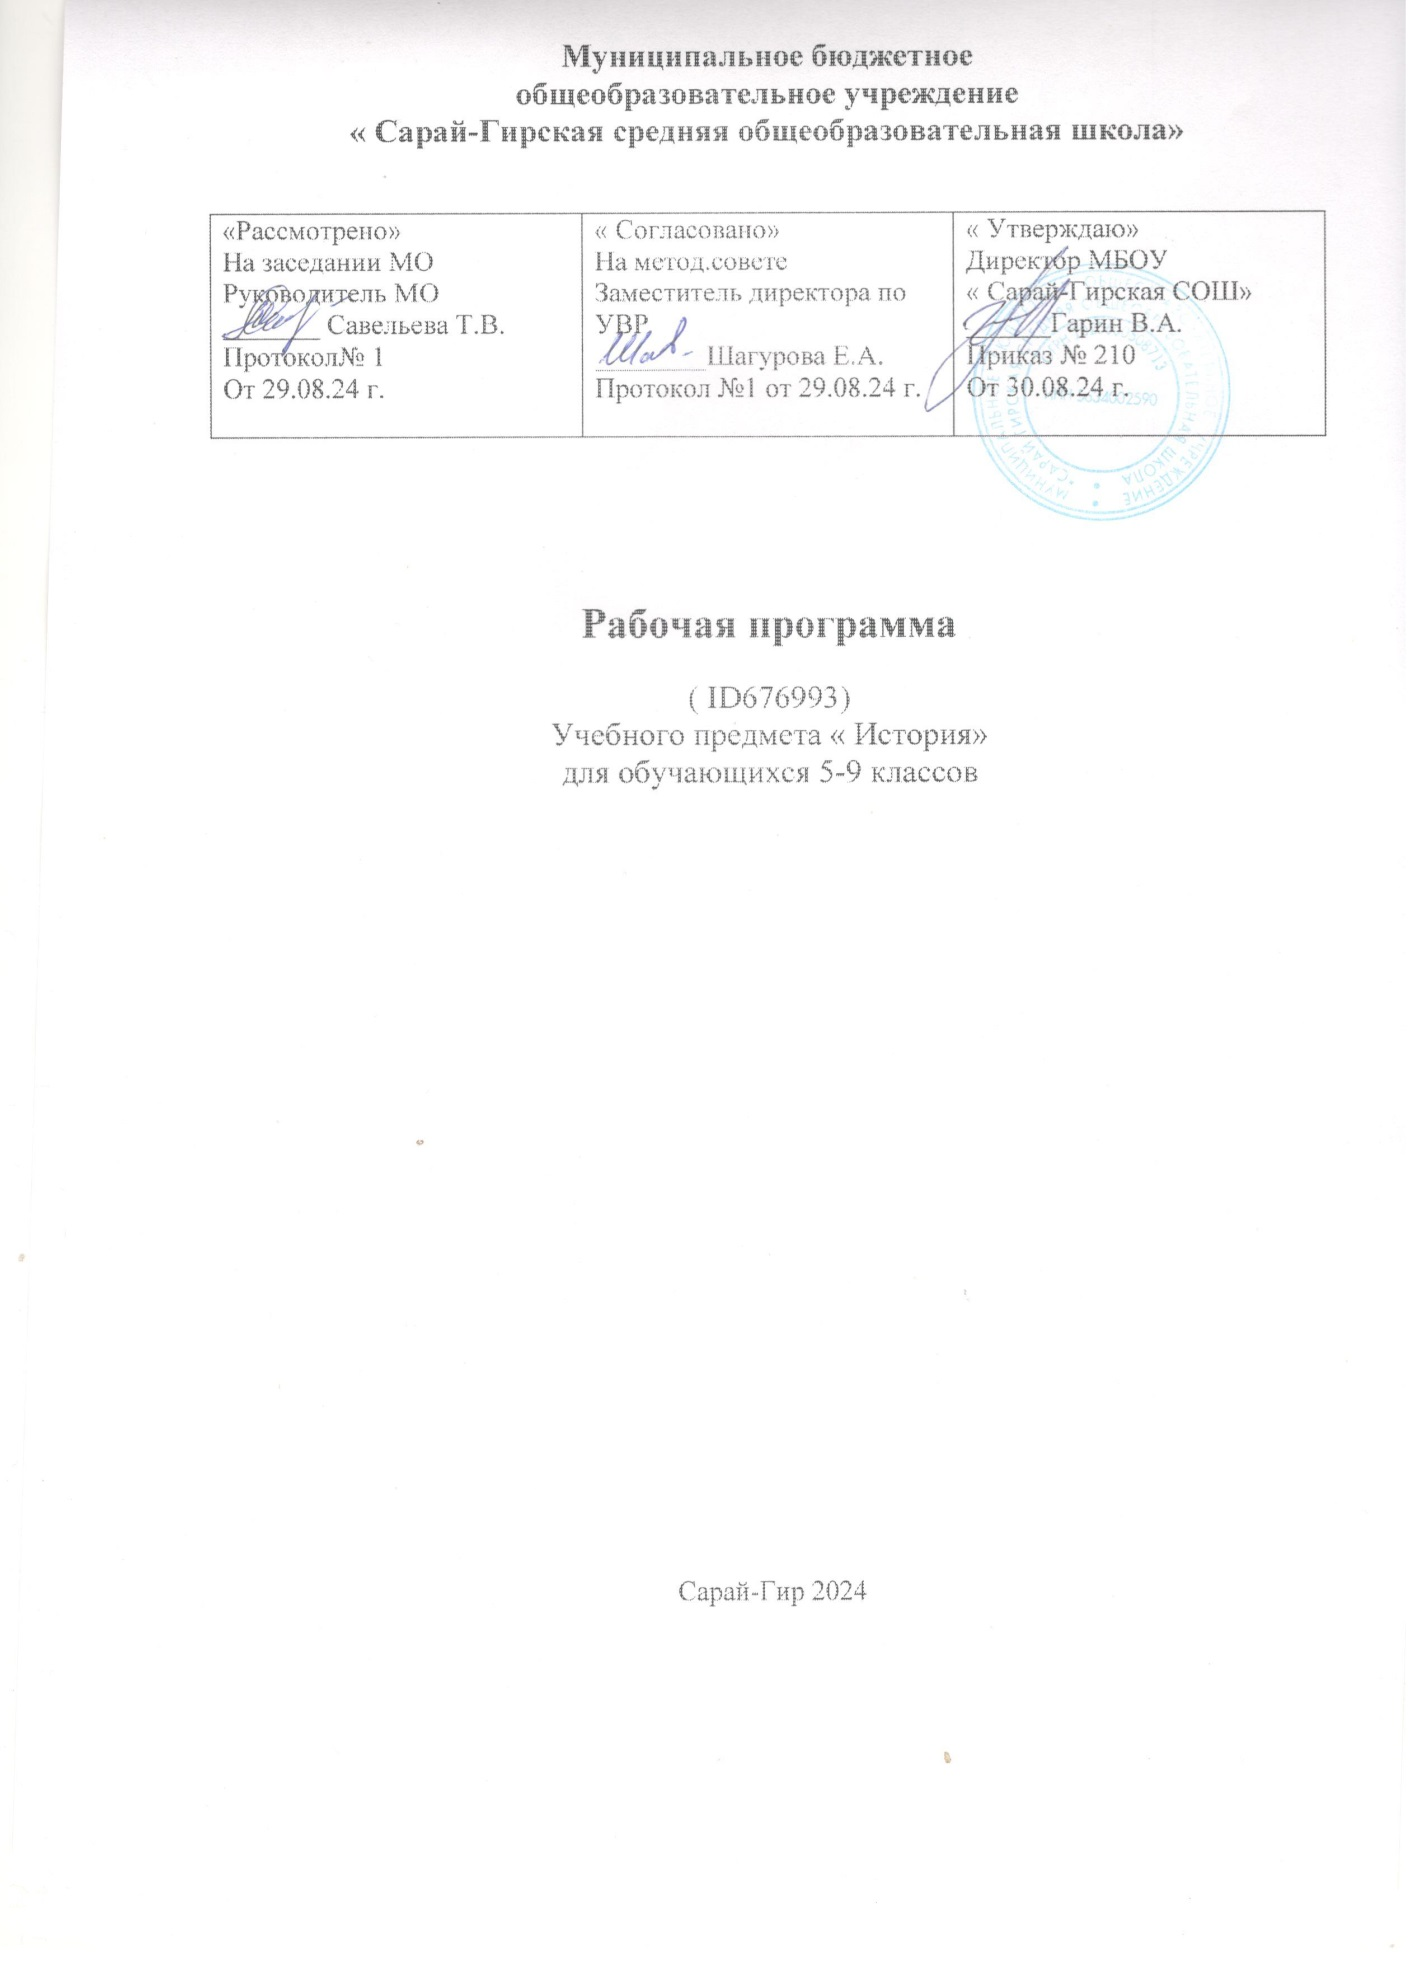 Муниципальное бюджетное
общеобразовательное учреждение
« Сарай-Гирская средняя общеобразовательная школа»
«Рассмотрено»
На заседании МО
Руководитель МО
________ Савельева Т.В.
Протокол№ 1
От 29.08.24 г.
« Согласовано»
На метод.совете
Заместитель директора по
УВР
________Шагурова Е.А.
Протокол №1 от 29.08.24 г.
« Утверждаю»
Директор МБОУ
« Сарай-Гирская СОШ»
______Гарин В.А.
Приказ № 210
От 30.08.24 г.
Рабочая программа
( ID676993)
Учебного предмета « История»
для обучающихся 5-9 классов
Сарай-Гир 2024